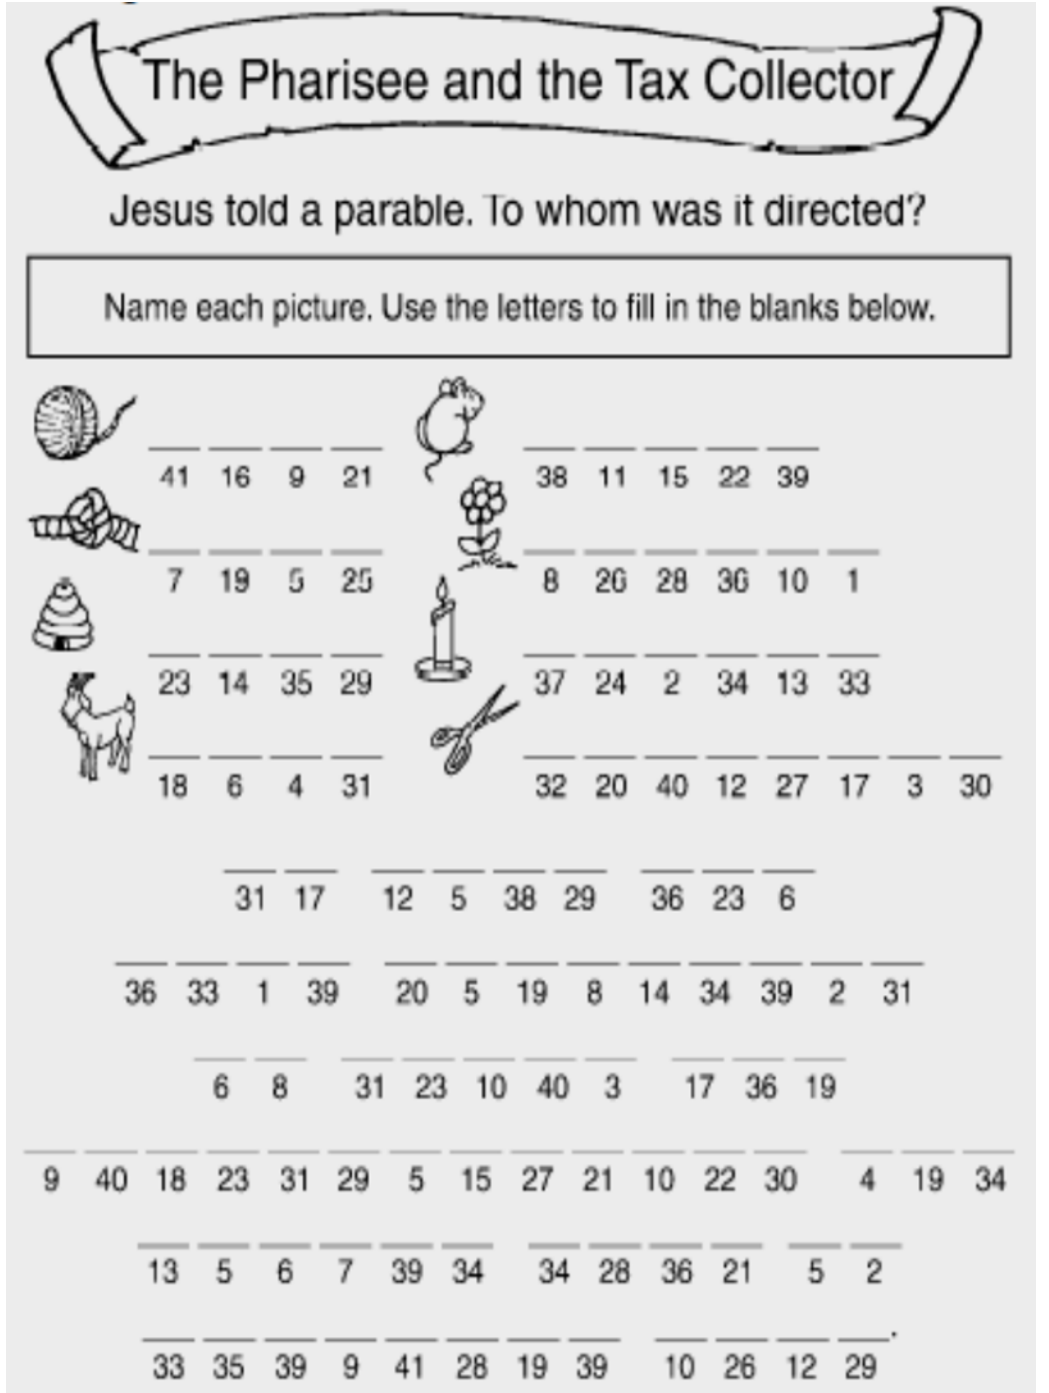 The Pharisee and the Tax Collector
Jesus told a parable. To whom was it directed?
Name each picture. Use the letters to fill in the blanks below.
41 16 9 21 38 11 15 22 39
7 19 5 25 8 26 28 36 10 1
23 14 35 29 37 24 2 34 13 33
18 6 4 31 32 20 40 12 27 17 3 30
31 17 12 5 38 29 36 23 6
36 33 1 39 20 5 19 8 14 34 39 2 31
6 8 31 23 10 40 3 17 36 19
9 40 18 23 31 29 5 15 27 21 10 22 30 4 19 34
13 5 6 7 39 34 34 28 36 21 5 2
33 35 39 9 41 28 19 39 10 26 12 29 .